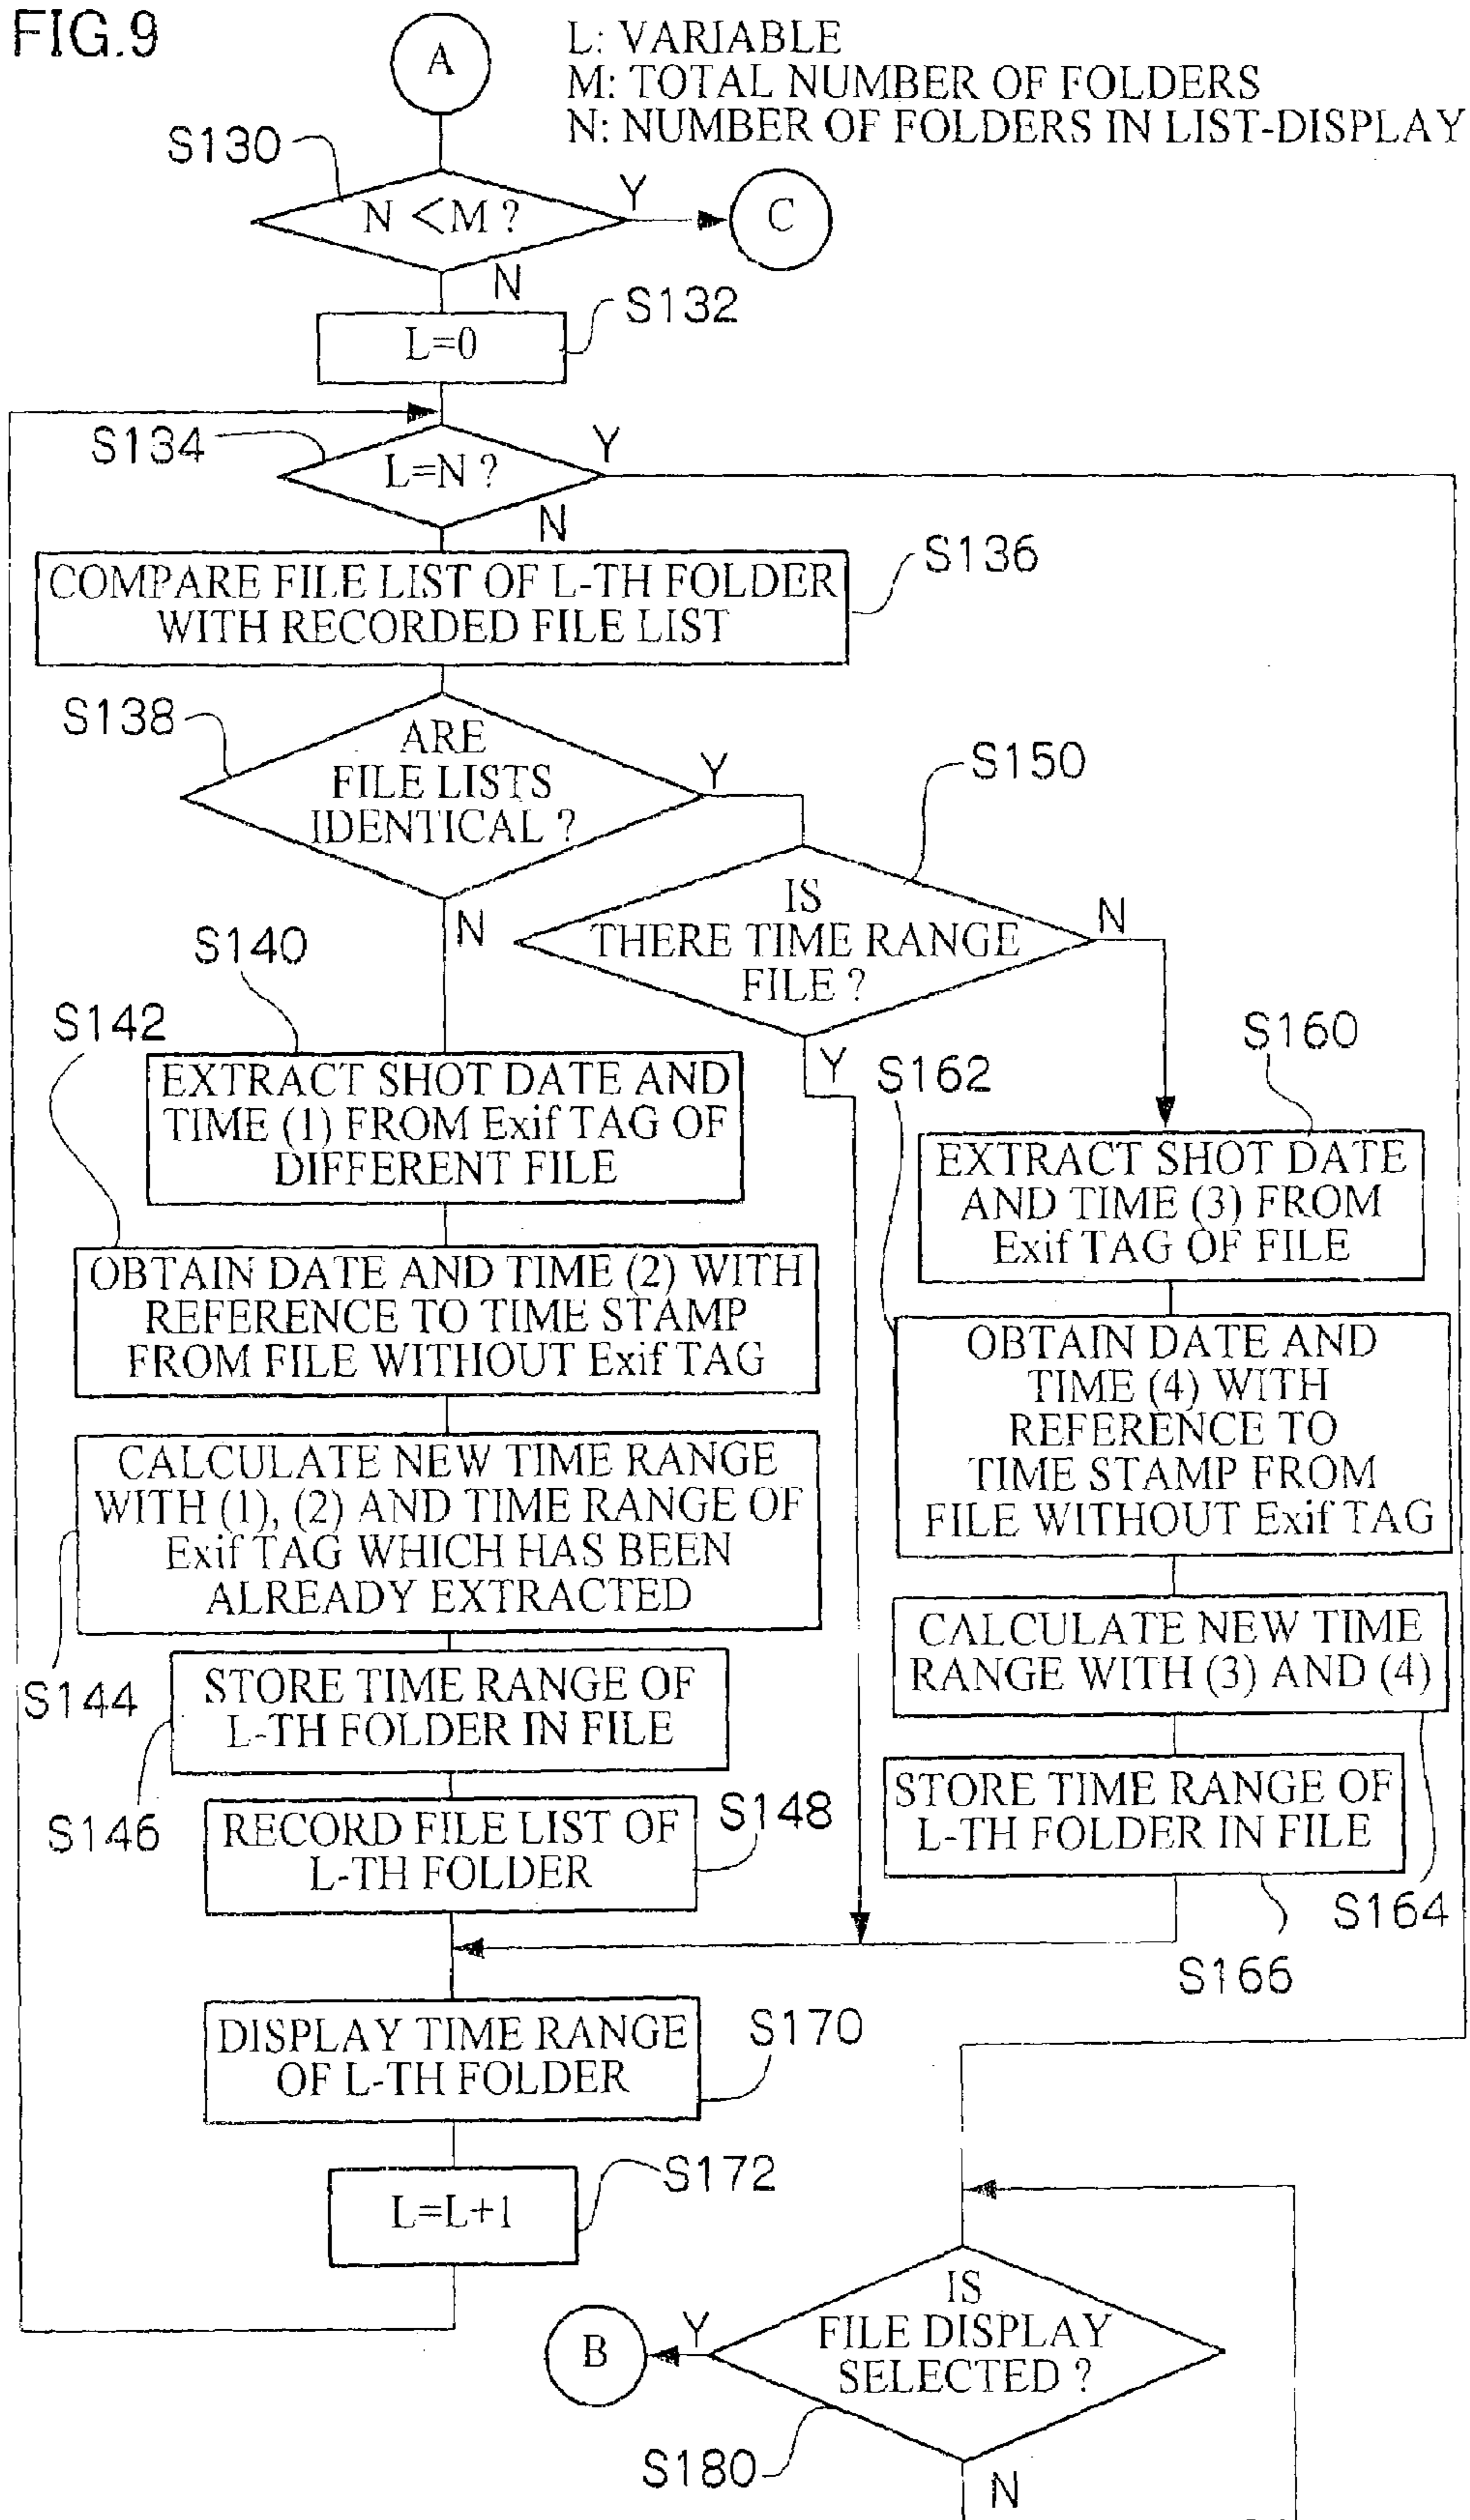 FIG.9
A
L: VARIABLE
M: TOTAL NUMBER OF FOLDERS
N: NUMBER OF FOLDERS IN LIST-DISPLAY
S130
N <M ?
Y
C
N
S132
L=0
S134
L=N ?
Y
N
S136
COMPARE FILE LIST OF L-TH FOLDER
WITH RECORDED FILE LIST
S138
ARE
FILE LISTS
IDENTICAL ?
Y
N
S150
IS
THERE TIME RANGE
FILE ?
N
Y
S140
EXTRACT SHOT DATE AND
TIME (1) FROM Exif TAG OF
DIFFERENT FILE
S142
OBTAIN DATE AND TIME (2) WITH
REFERENCE TO TIME STAMP
FROM FILE WITHOUT Exif TAG
CALCULATE NEW TIME RANGE
WITH (1), (2) AND TIME RANGE OF
Exif TAG WHICH HAS BEEN
ALREADY EXTRACTED
S144
STORE TIME RANGE OF
L-TH FOLDER IN FILE
S146
RECORD FILE LIST OF
L-TH FOLDER
S148
S160
EXTRACT SHOT DATE
AND TIME (3) FROM
Exif TAG OF FILE
S162
OBTAIN DATE AND
TIME (4) WITH
REFERENCE TO
TIME STAMP FROM
FILE WITHOUT Exif TAG
CALCULATE NEW TIME
RANGE WITH (3) AND (4)
S164
STORE TIME RANGE OF
L-TH FOLDER IN FILE
S166
DISPLAY TIME RANGE
OF L-TH FOLDER
S170
L=L+1
S172
IS
FILE DISPLAY
SELECTED ?
Y
B
S180
N